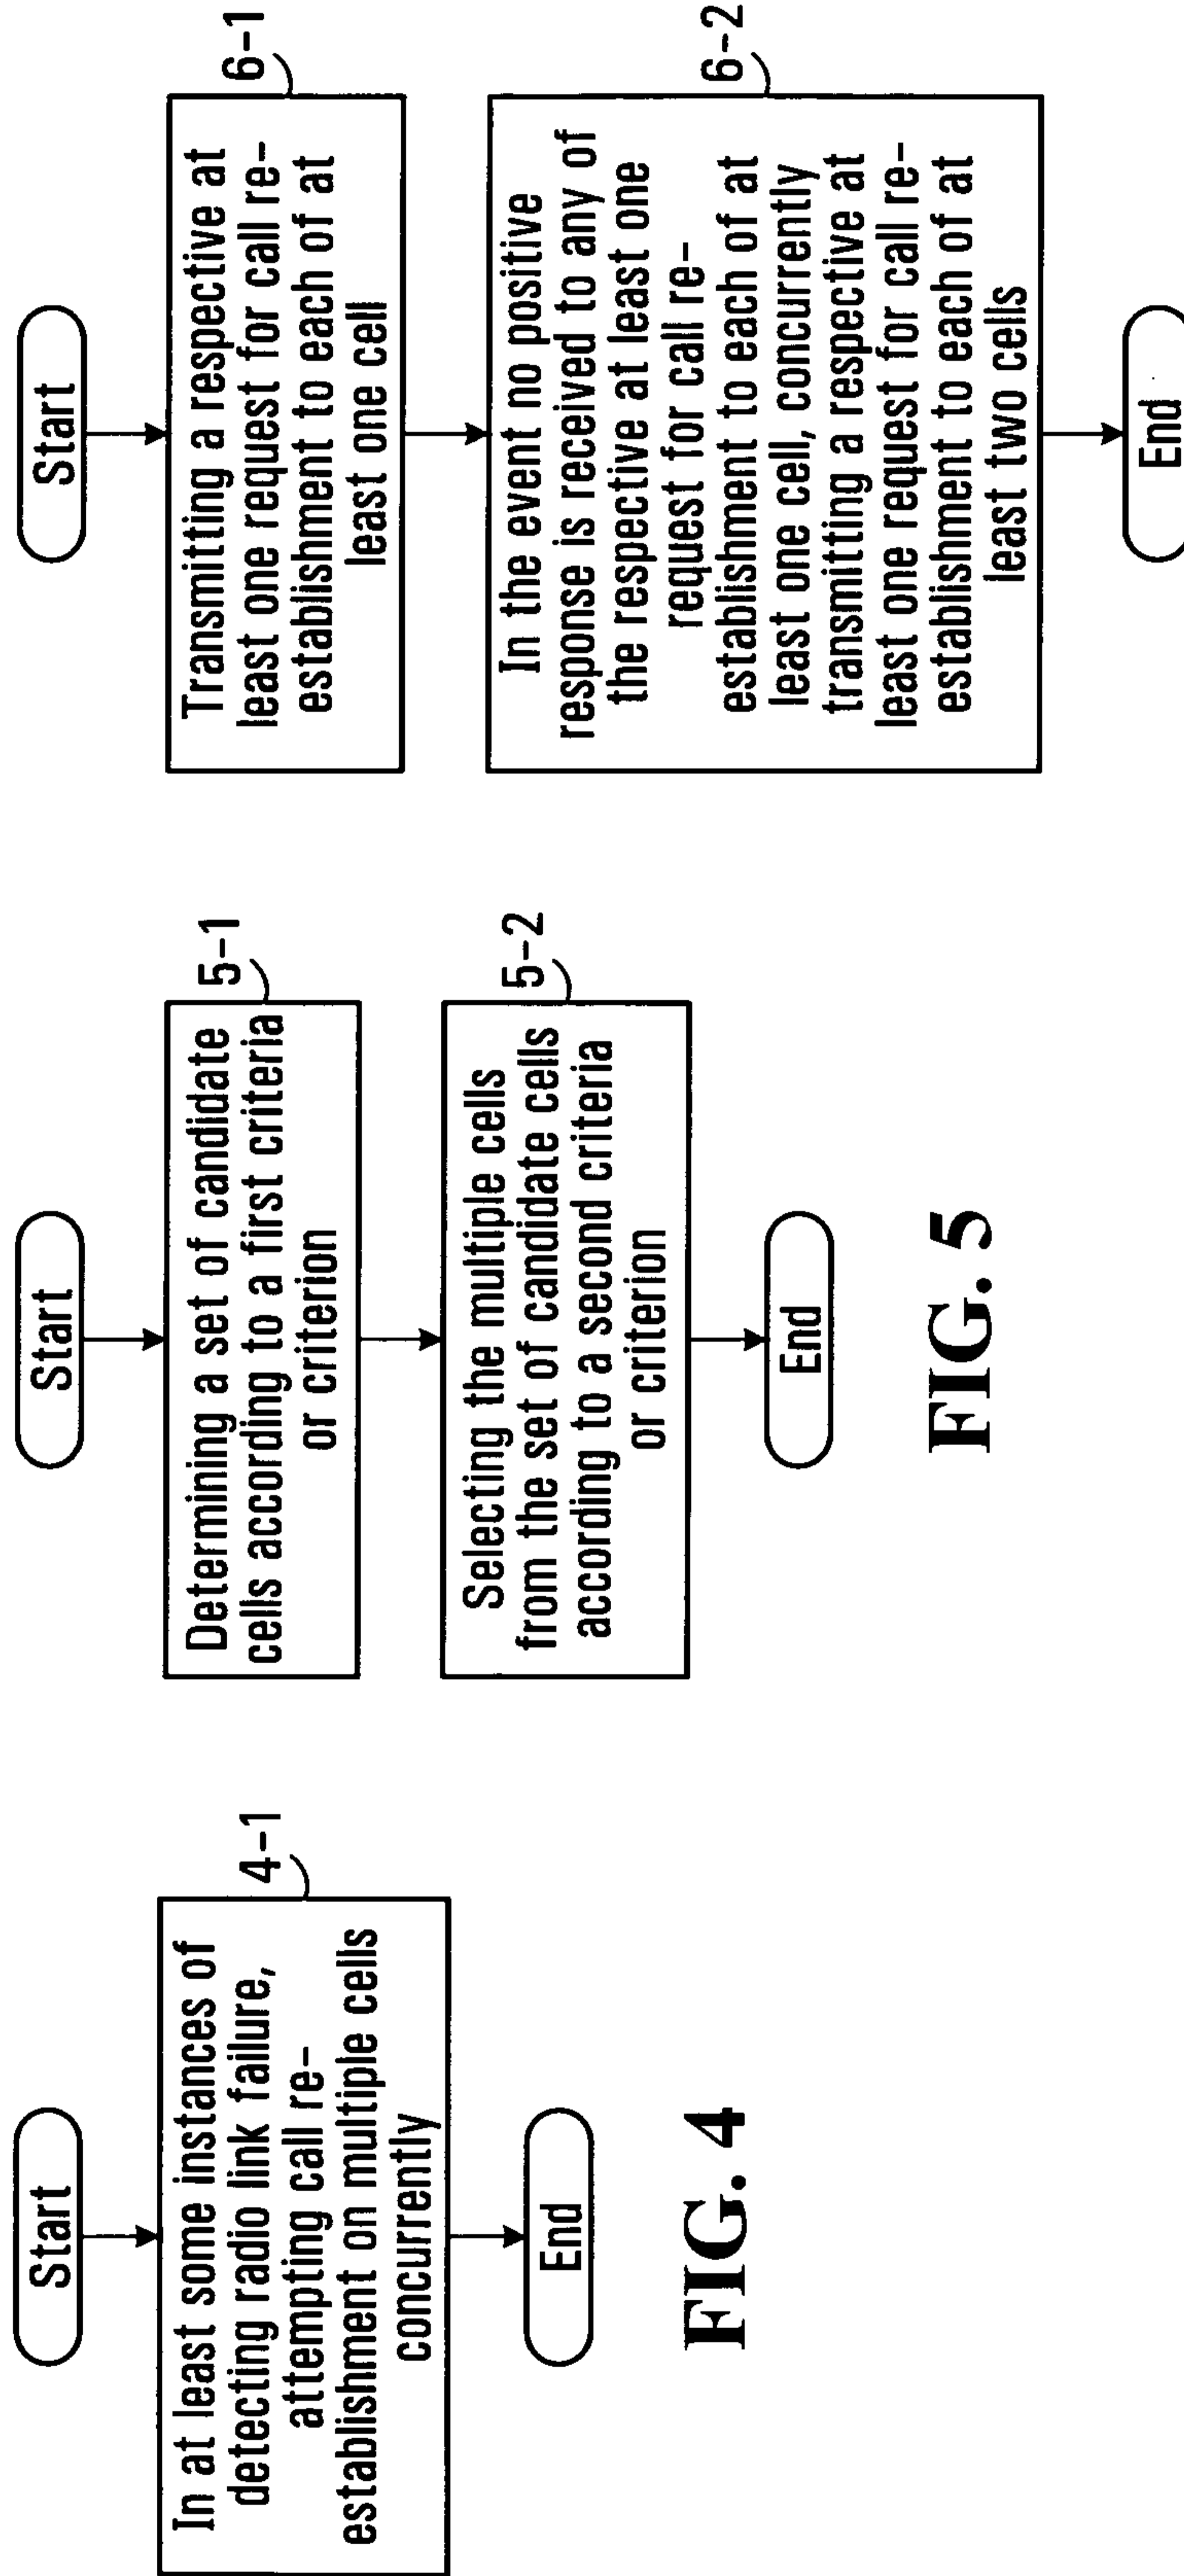 Start
In at least some instances of
detecting radio link failure,
attempting call re-
establishment on multiple cells
concurrently
4-1
End
FIG. 4
Start
Determining a set of candidate
cells according to a first criteria
or criterion
5-1
Selecting the multiple cells
from the set of candidate cells
according to a second criteria
or criterion
5-2
End
FIG. 5
Start
Transmitting a respective at
least one request for call re-
establishment to each of at
least one cell
6-1
In the event no positive
response is received to any of
the respective at least one
request for call re-
establishment to each of at
least one cell, concurrently
transmitting a respective at
least one request for call re-
establishment to each of at
least two cells
6-2
End